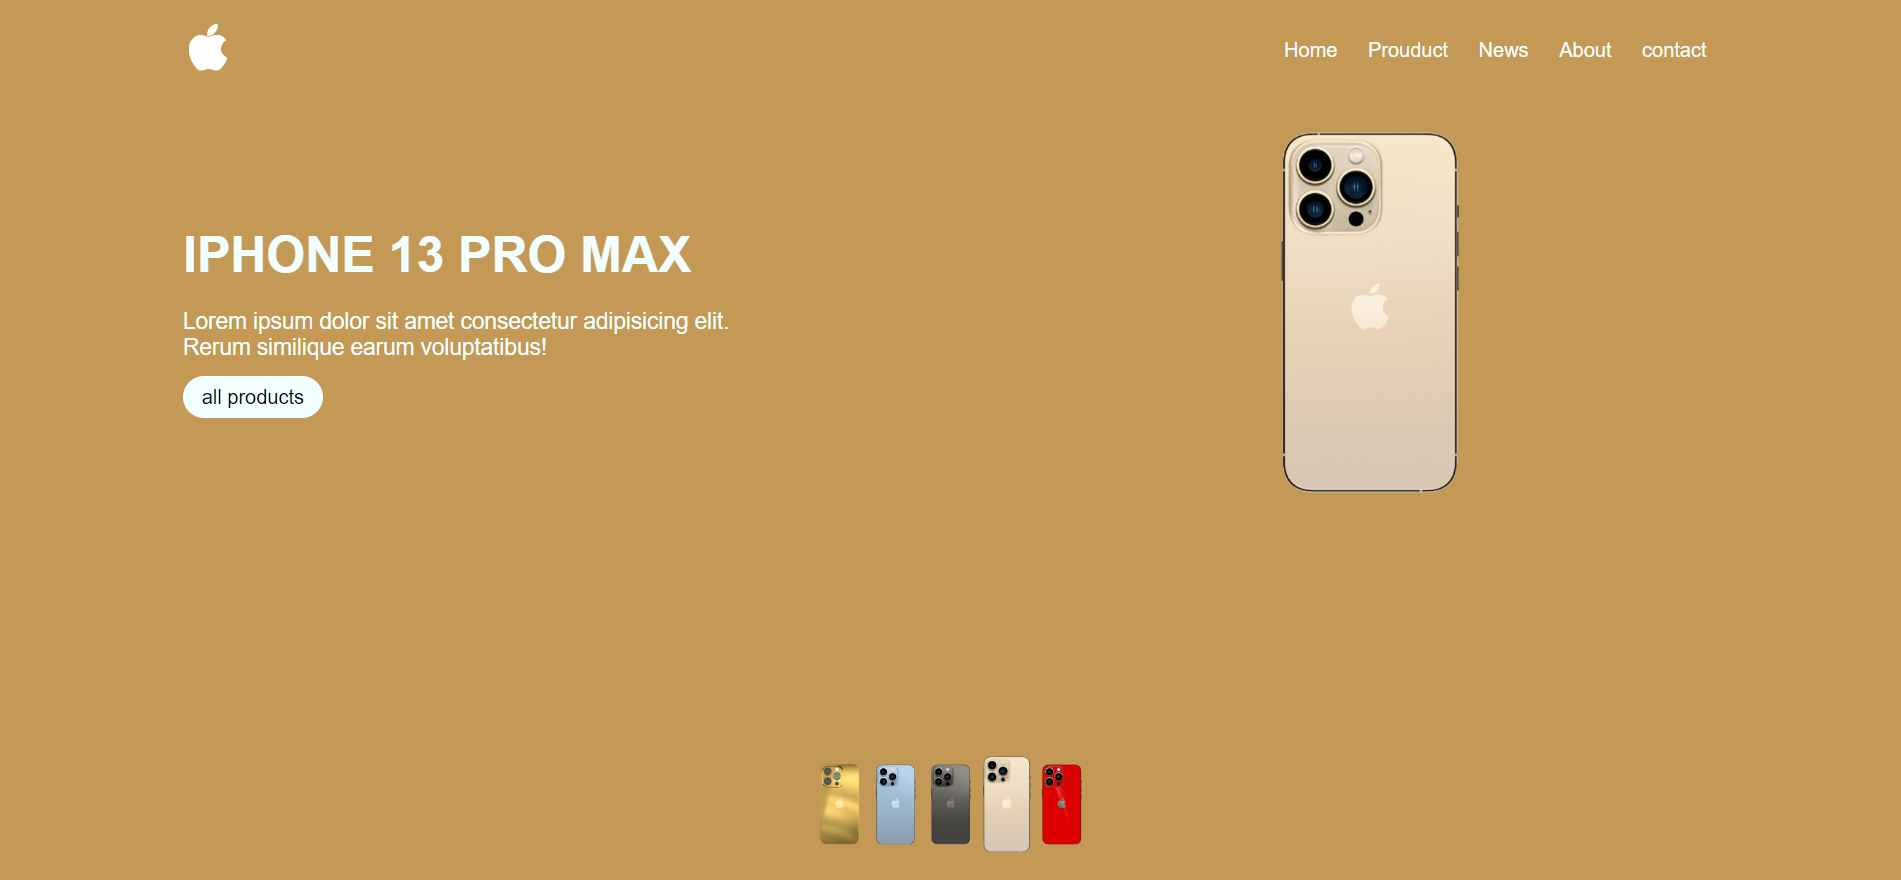 Home Prouduct News About contact
IPHONE 13 PRO MAX
Lorem ipsum dolor sit amet consectetur adipisicing elit.
Rerum similique earum voluptatibus!
all products